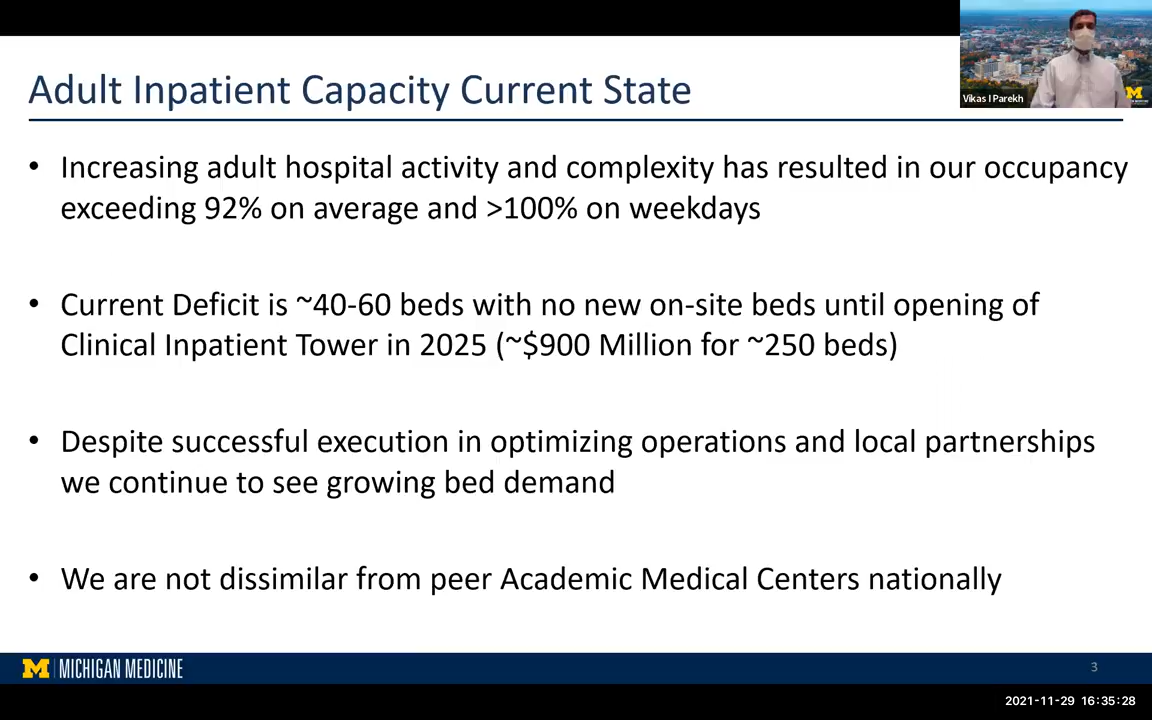 Adult Inpatient Capacity Current State
Vikas I Parekh
M
MEDICINE
• Increasing adult hospital activity and complexity has resulted in our occupancy
exceeding 92% on average and >100% on weekdays
• Current Deficit is ~40-60 beds with no new on-site beds until opening of
Clinical Inpatient Tower in 2025 (~$900 Million for ~250 beds)
• Despite successful execution in optimizing operations and local partnerships
we continue to see growing bed demand
• We are not dissimilar from peer Academic Medical Centers nationally
M MICHIGAN MEDICINE
3
2021-11-29 16:35:28